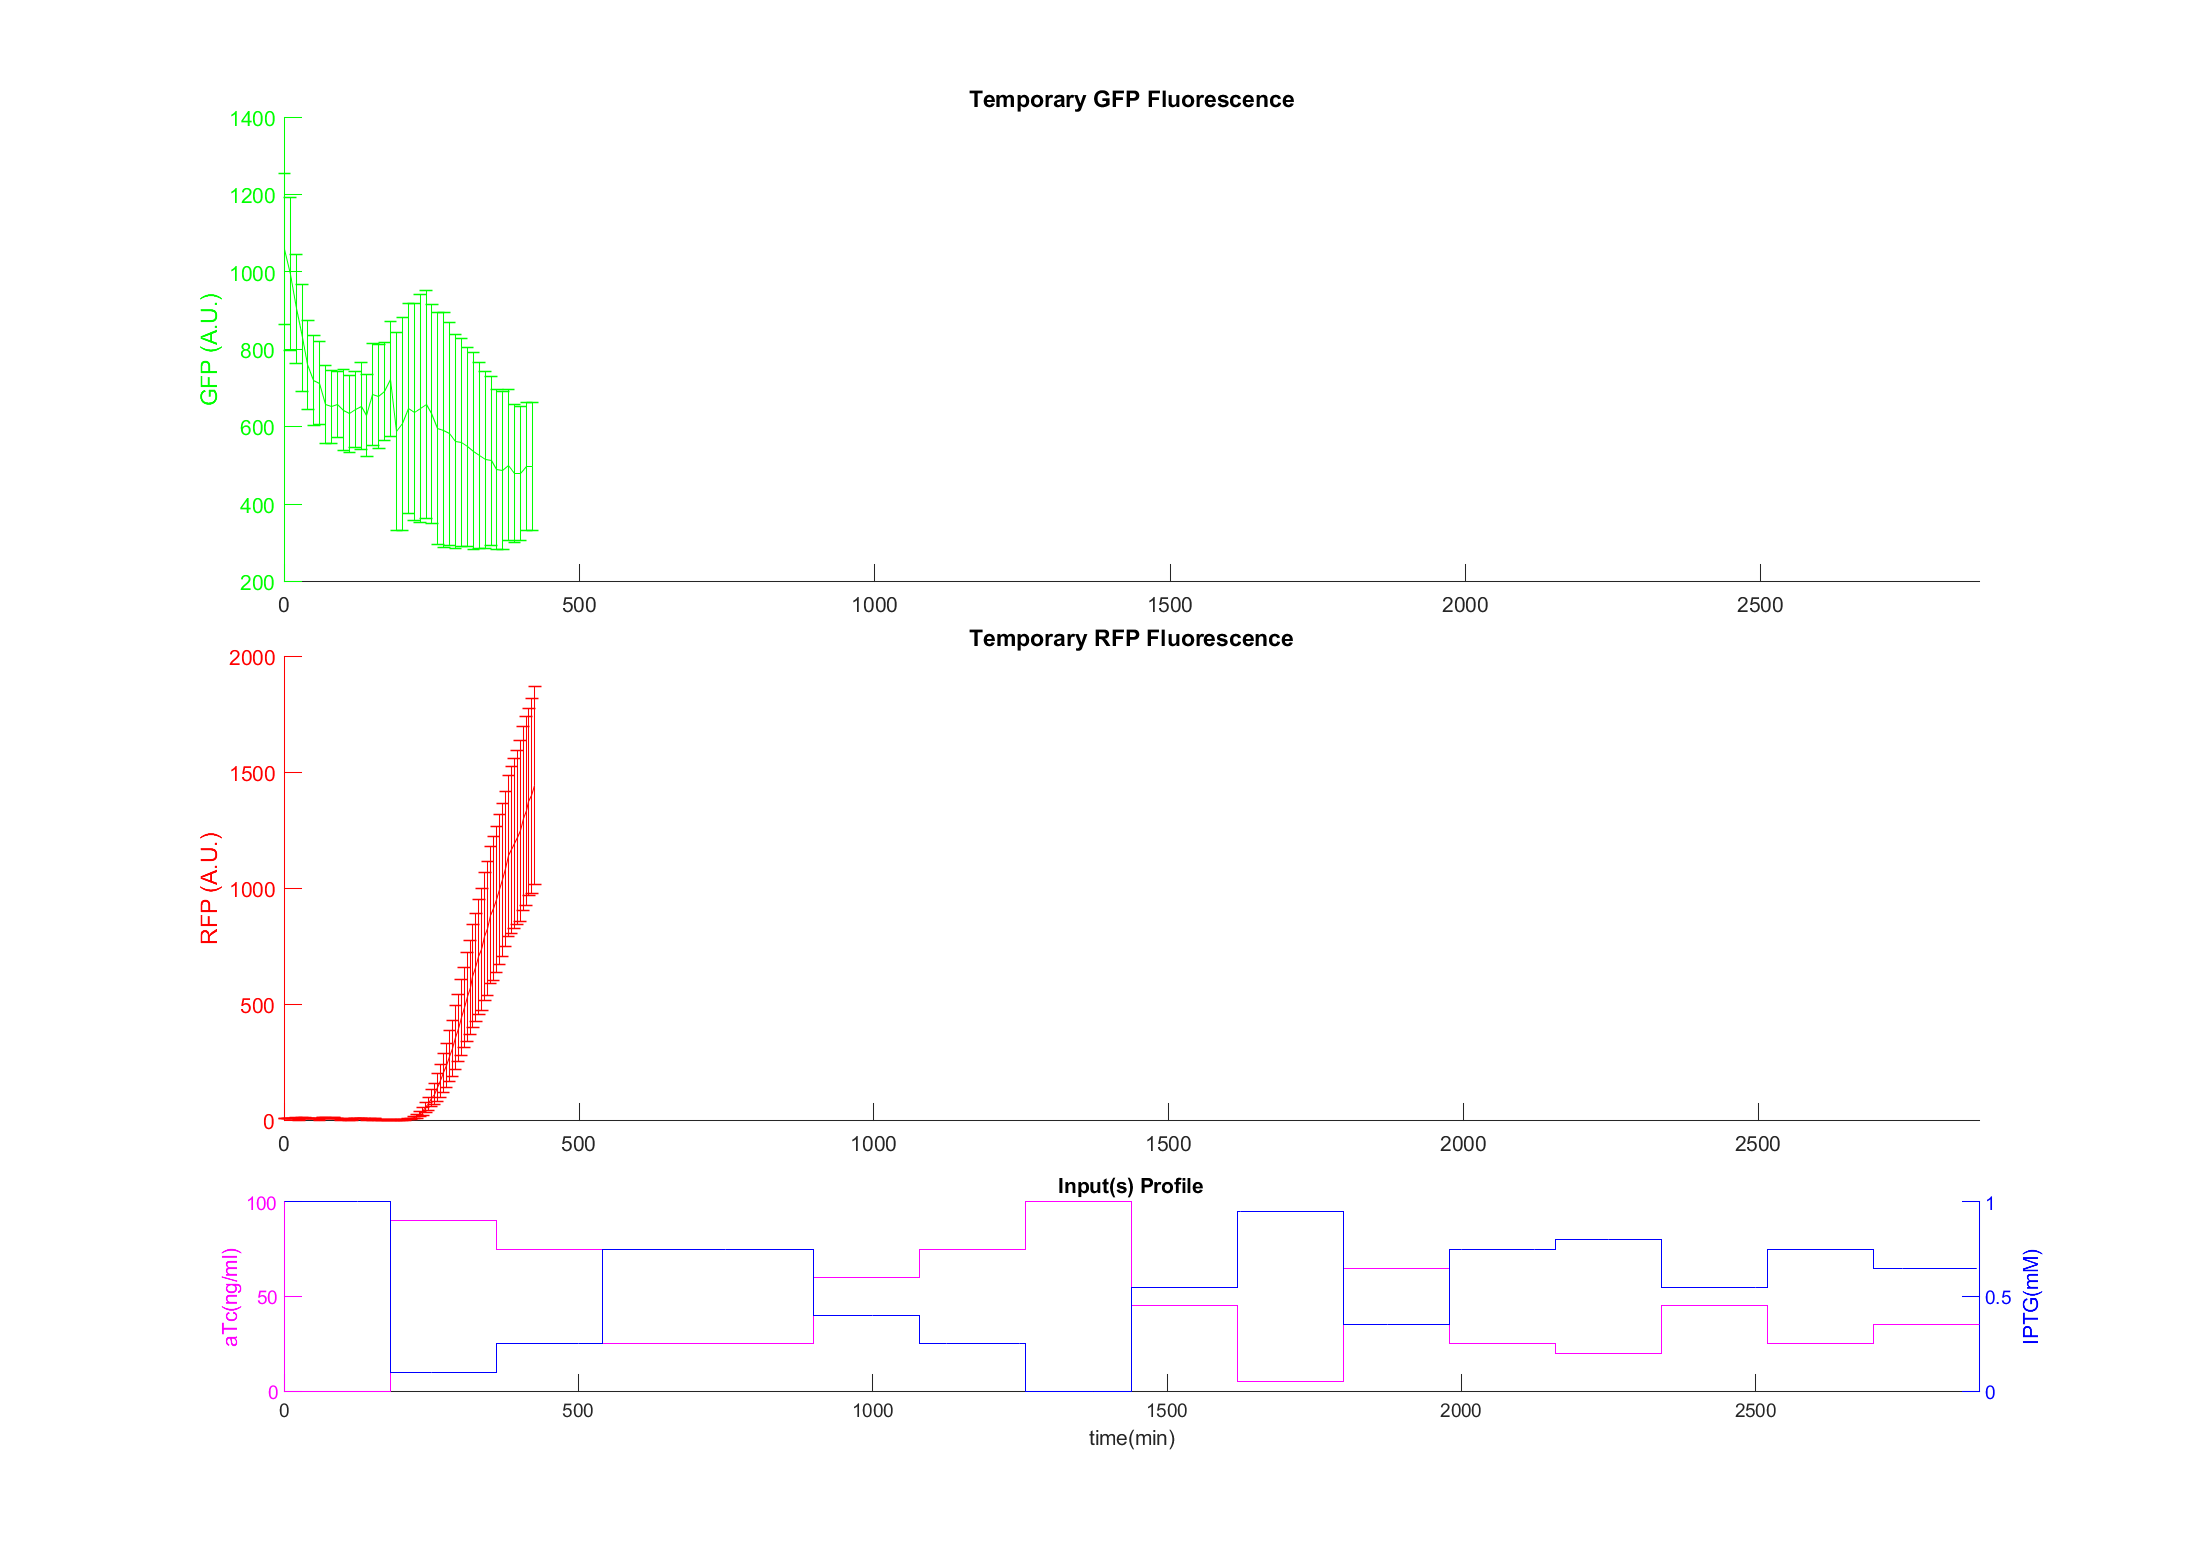 Temporary GFP Fluorescence
1400
1200
1000
800
600
400
200
GFP (A.U.)
0 500 1000 1500 2000 2500
Temporary RFP Fluorescence
2000
1500
1000
500
0
RFP (A.U.)
0 500 1000 1500 2000 2500
Input(s) Profile
100
50
0
aTc(ng/ml)
1
0.5
0
IPTG(mM)
0 500 1000 1500 2000 2500
time(min)